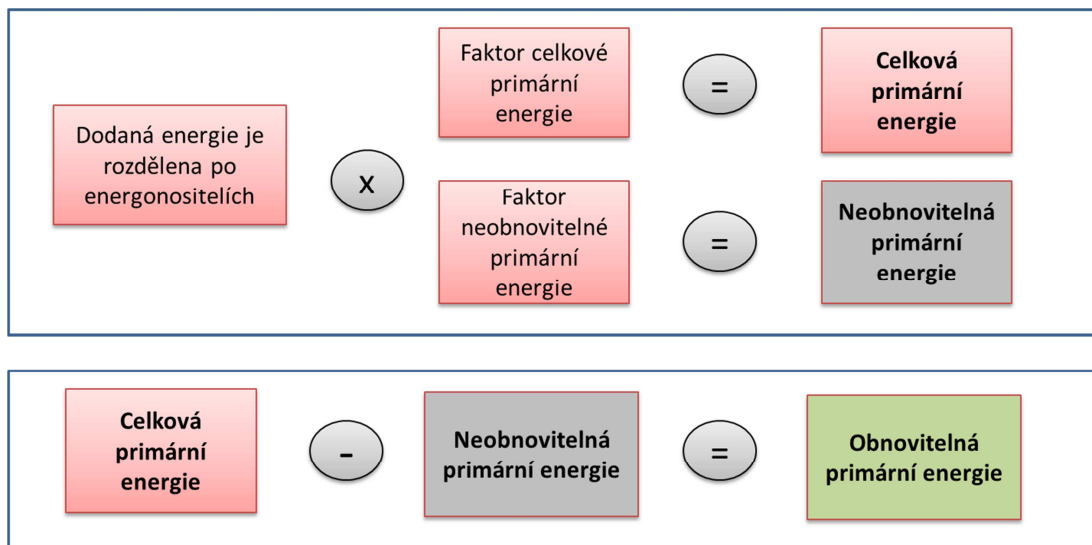 Dodaná energie je
rozdělena po
energonositelích
x
Faktor celkové
primární
energie
=
Celková
primární
energie
Faktor
neobnovitelné
primární
energie
=
Neobnovitelná
primární
energie
Celková
primární
energie
-
Neobnovitelná
primární energie
=
Obnovitelná
primární energie